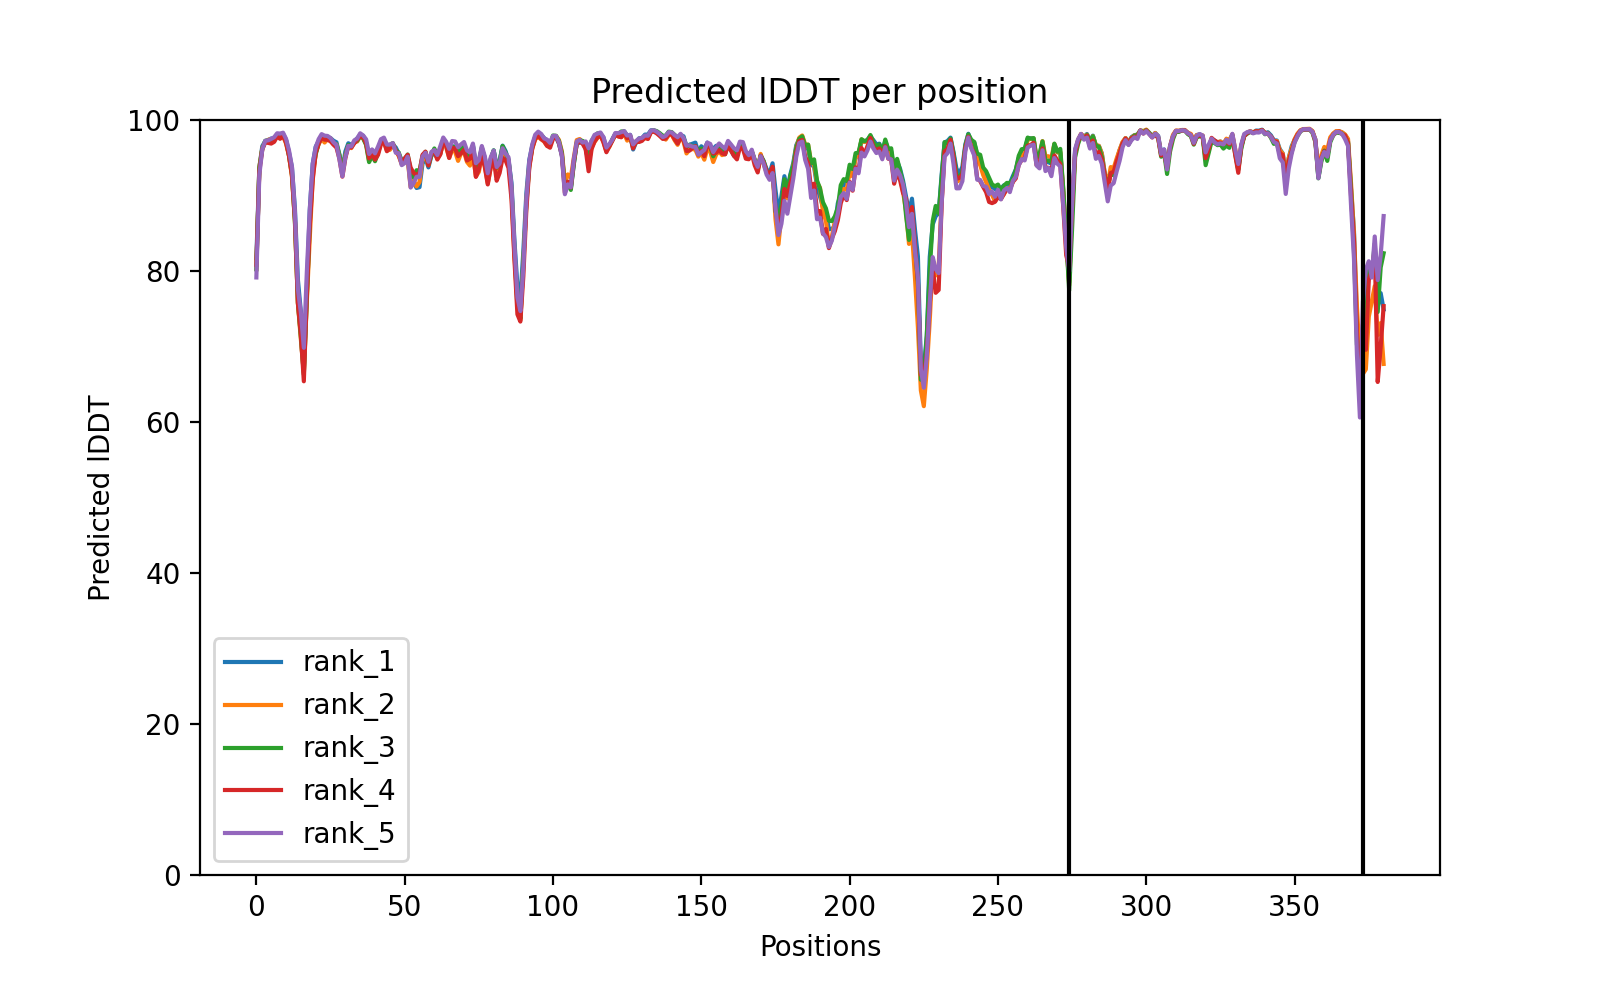 Predicted lDDT per position
100
80
60
40
20
0
Predicted lDDT
rank_1
rank_2
rank_3
rank_4
rank_5
0 50 100 150 200 250 300 350
Positions